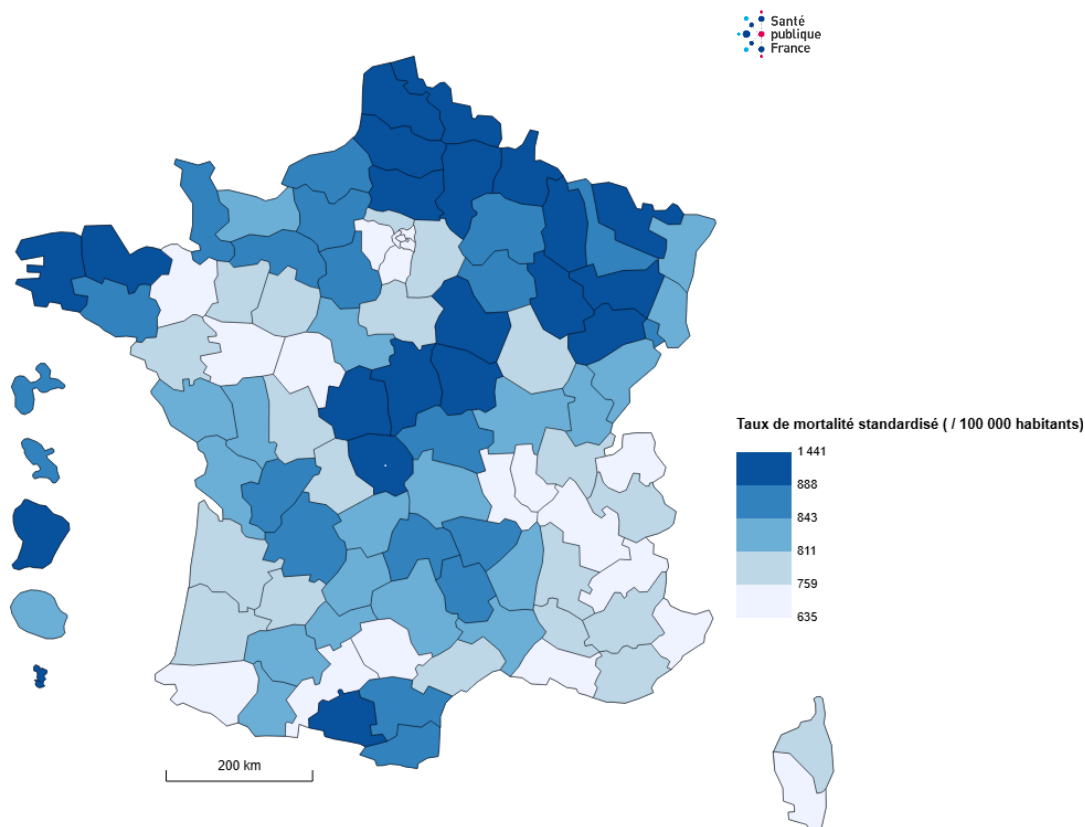 Santé
publique
France
Taux de mortalité standardisé ( / 100 000 habitants)
1 441
888
843
811
759
635
200 km